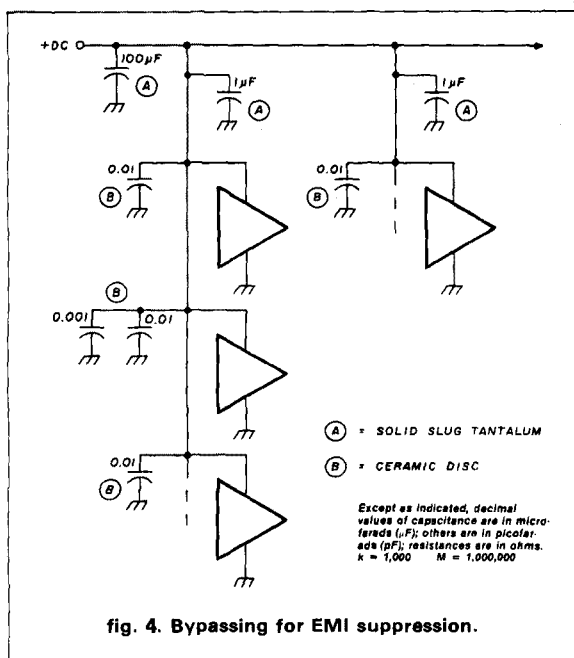 +DC
100µF
A
1µF
A
1µF
A
0.01
B
0.01
B
B
0.001
0.01
0.01
B
A = SOLID SLUG TANTALUM
B = CERAMIC DISC
Except as indicated, decimal
values of capacitance are in micro-
farads (µF); others are in picofar-
ads (pF); resistances are in ohms.
k = 1,000 M = 1,000,000
fig. 4. Bypassing for EMI suppression.